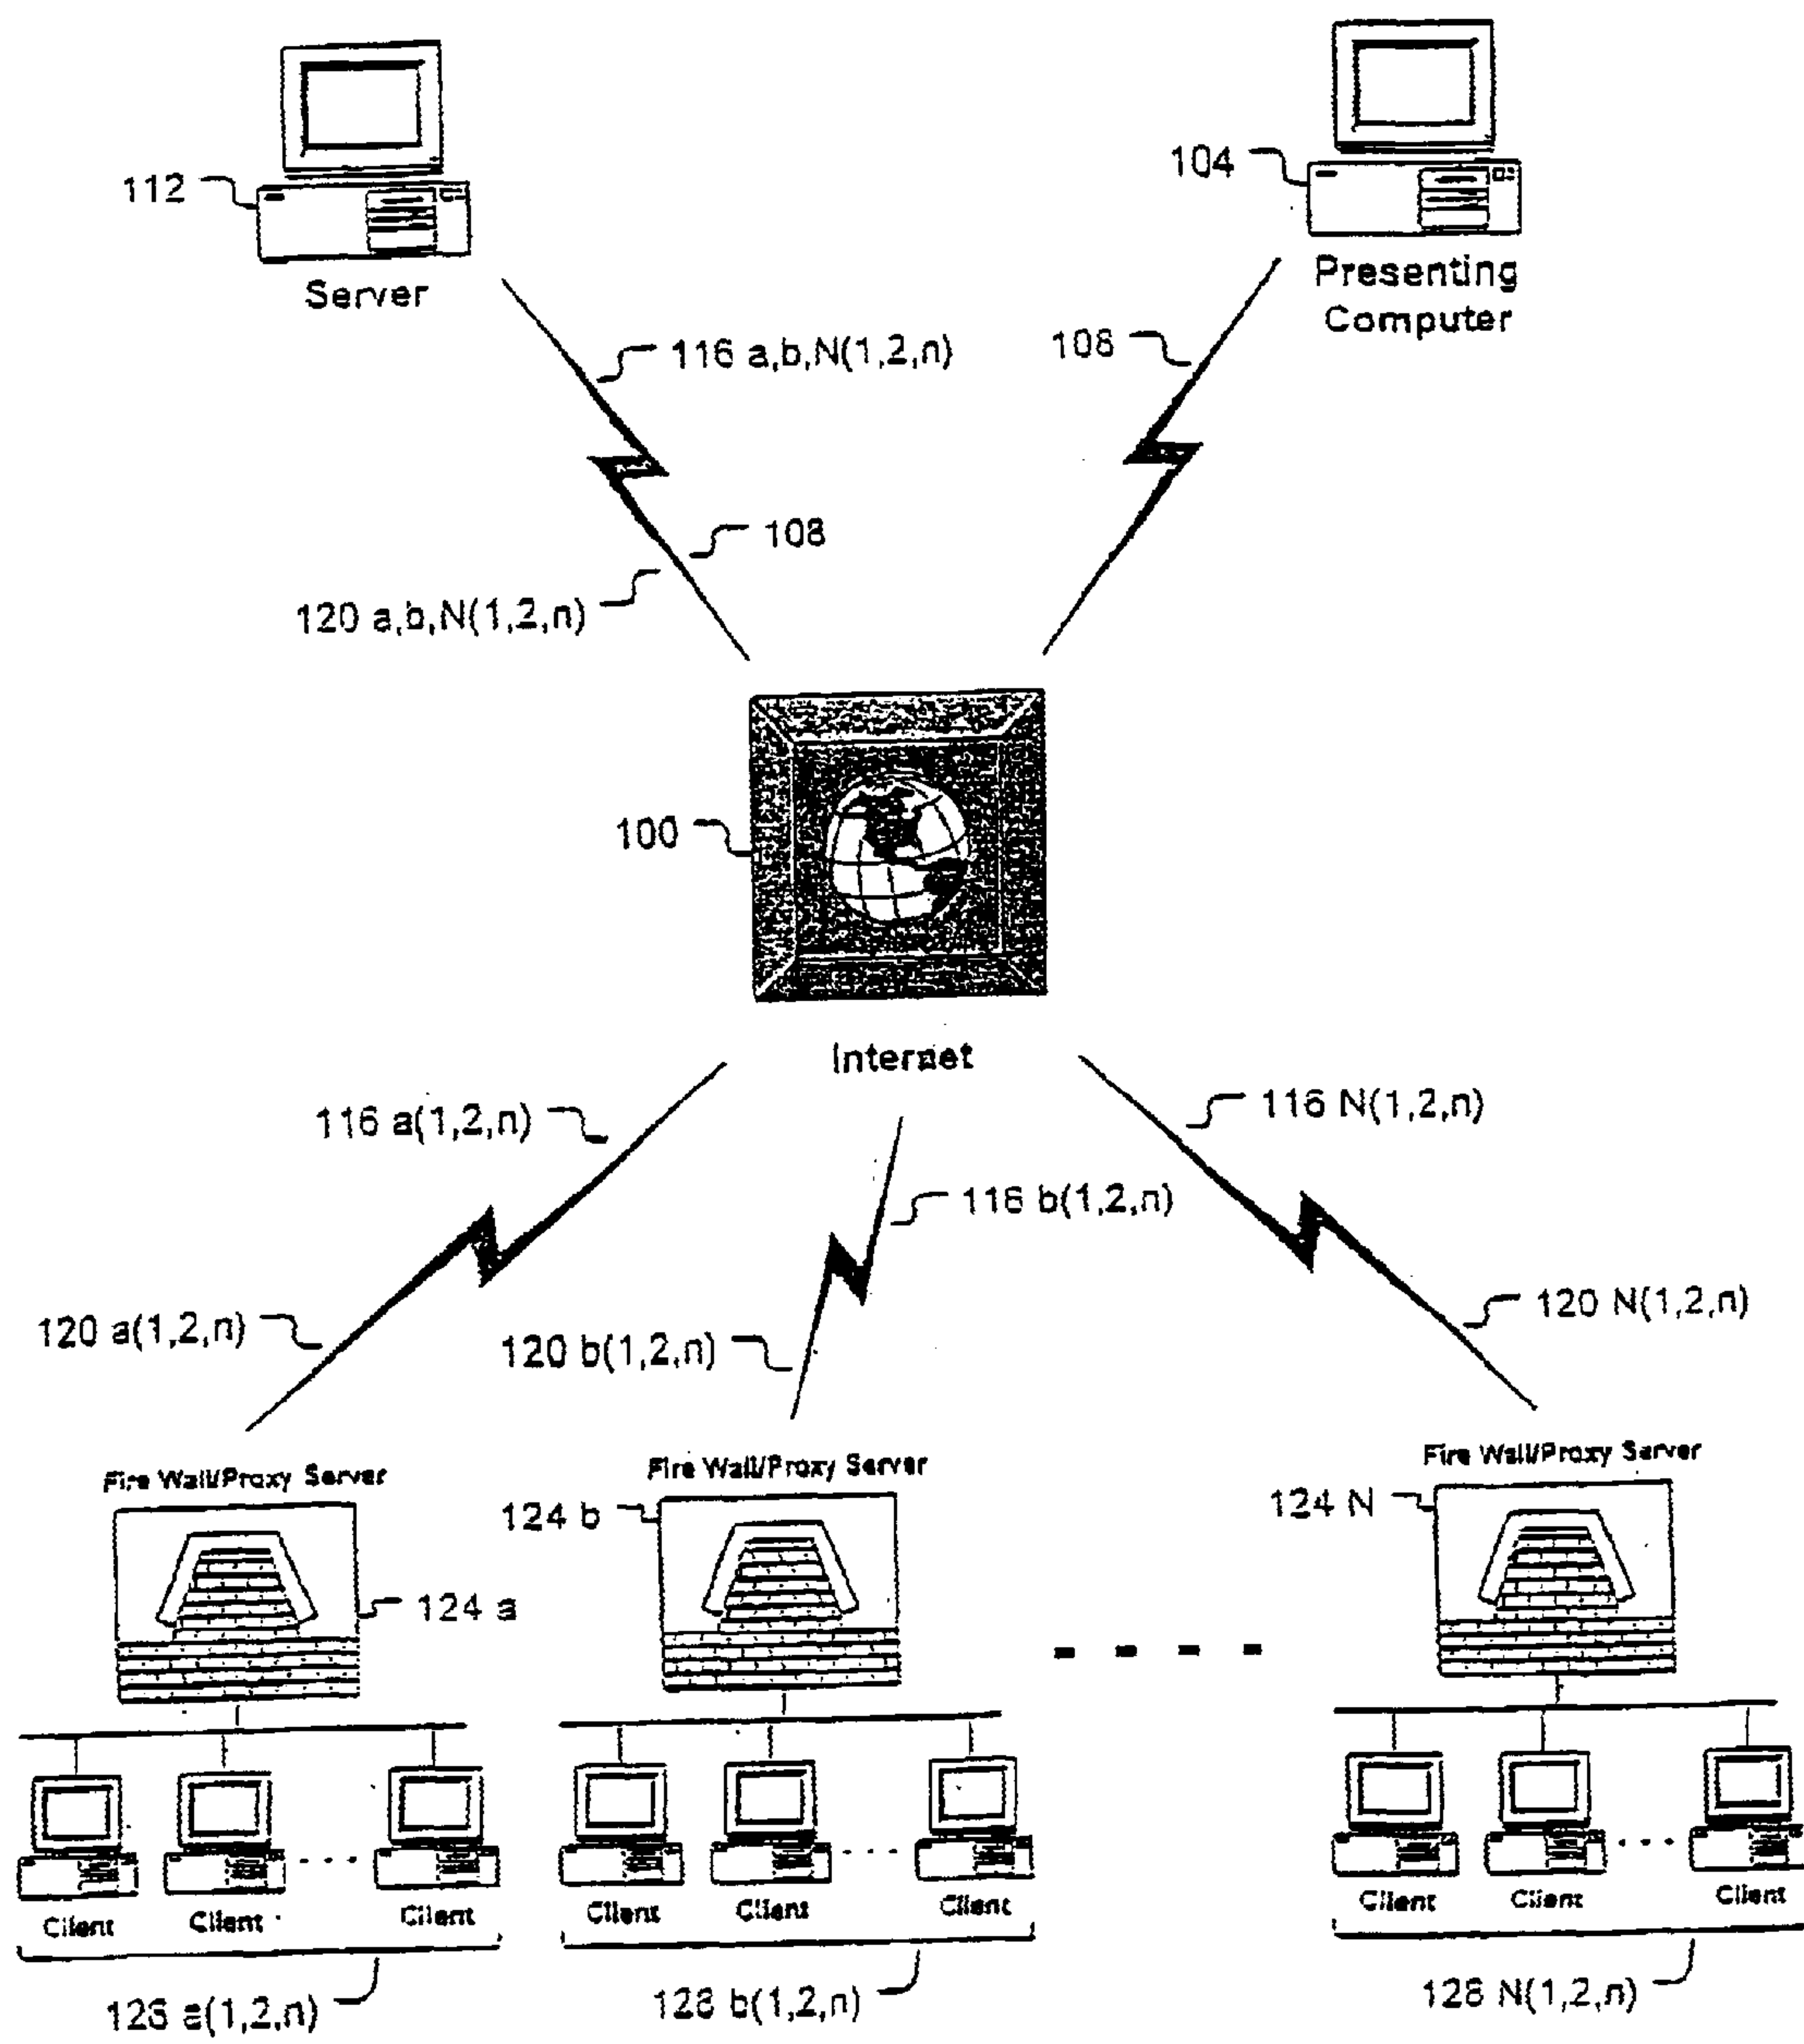 112
Server
104
Presenting
Computer
116 a,b,N(1,2,n)
108
108
120 a,b,N(1,2,n)
100
Internet
116 a(1,2,n)
116 N(1,2,n)
116 b(1,2,n)
120 a(1,2,n)
120 b(1,2,n)
120 N(1,2,n)
Fire Wall/Proxy Server
Fire Wall/Proxy Server
Fire Wall/Proxy Server
124 b
124 N
124 a
Client
Client
Client
Client
Client
Client
Client
Client
Client
128 a(1,2,n)
128 b(1,2,n)
128 N(1,2,n)